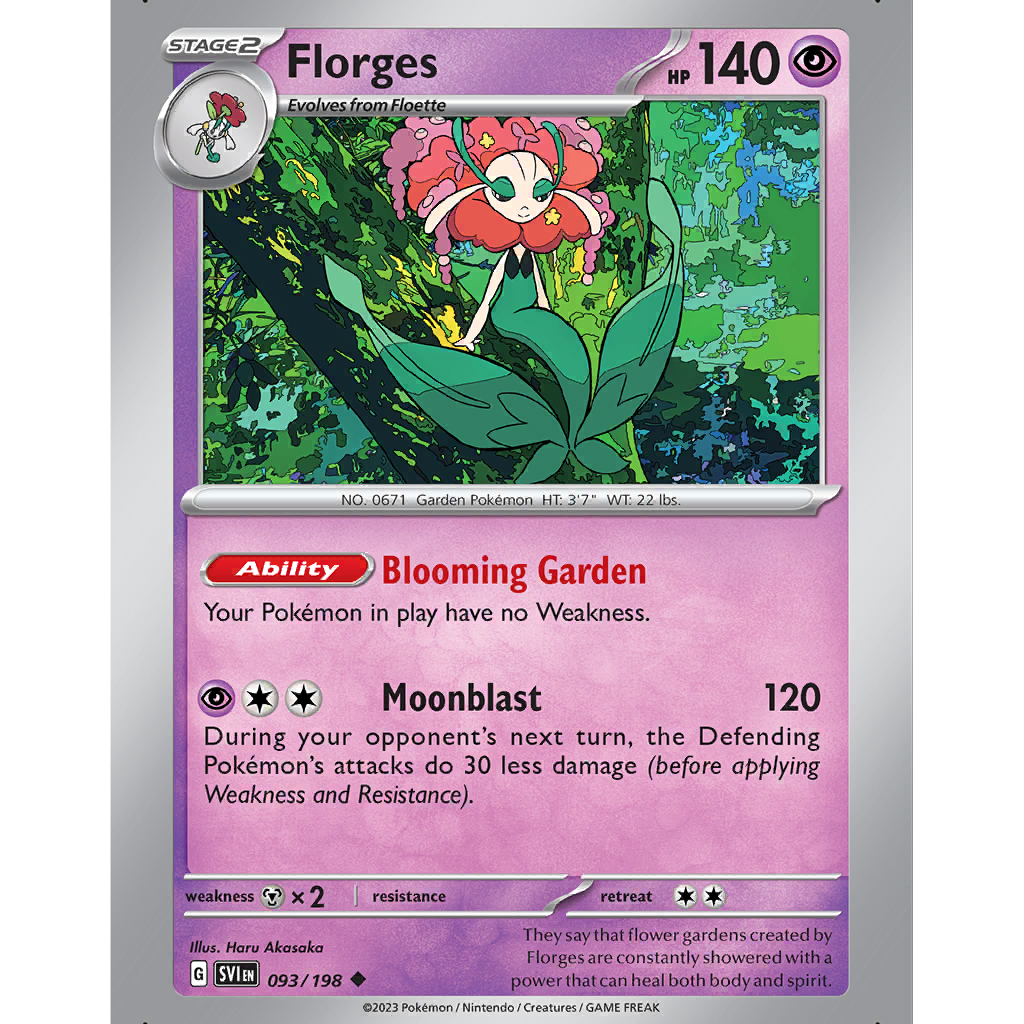 STAGE2
Florges
HP 140
Evolves from Floette
NO. 0671 Garden Pokémon HT: 3'7" WT: 22 lbs.
Ability Blooming Garden
Your Pokémon in play have no Weakness.
Moonblast 120
During your opponent's next turn, the Defending
Pokémon's attacks do 30 less damage (before applying
Weakness and Resistance).
weakness ×2 resistance retreat
Illus. Haru Akasaka
They say that flower gardens created by
Florges are constantly showered with a
power that can heal both body and spirit.
G SVI EN 093/198
©2023 Pokémon / Nintendo / Creatures / GAME FREAK